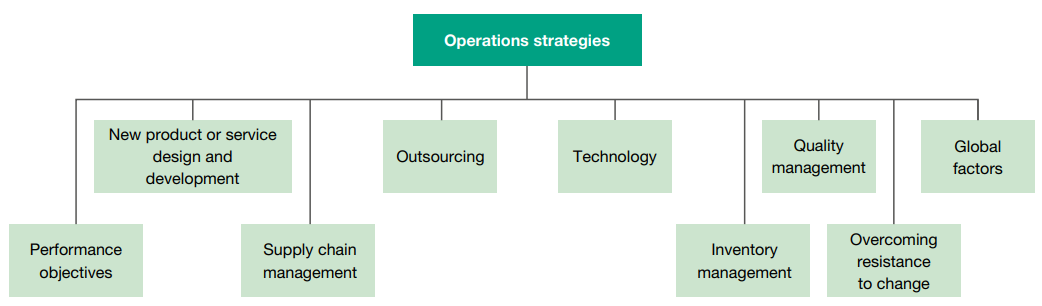 Operations strategies
New product or service
design and
development
Outsourcing
Technology
Quality
management
Global
factors
Performance
objectives
Supply chain
management
Inventory
management
Overcoming
resistance
to change